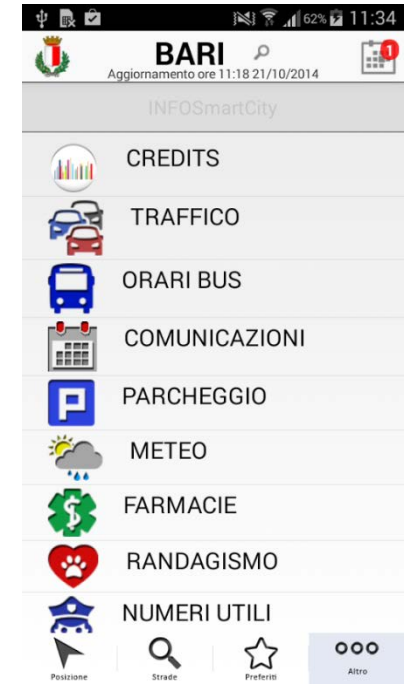 62% 11:34
BARI
1
Aggiornamento ore 11:18 21/10/2014
INFOSmartCity
CREDITS
TRAFFICO
ORARI BUS
COMUNICAZIONI
P PARCHEGGIO
METEO
FARMACIE
RANDAGISMO
NUMERI UTILI
Posizione Strade Preferiti Altro